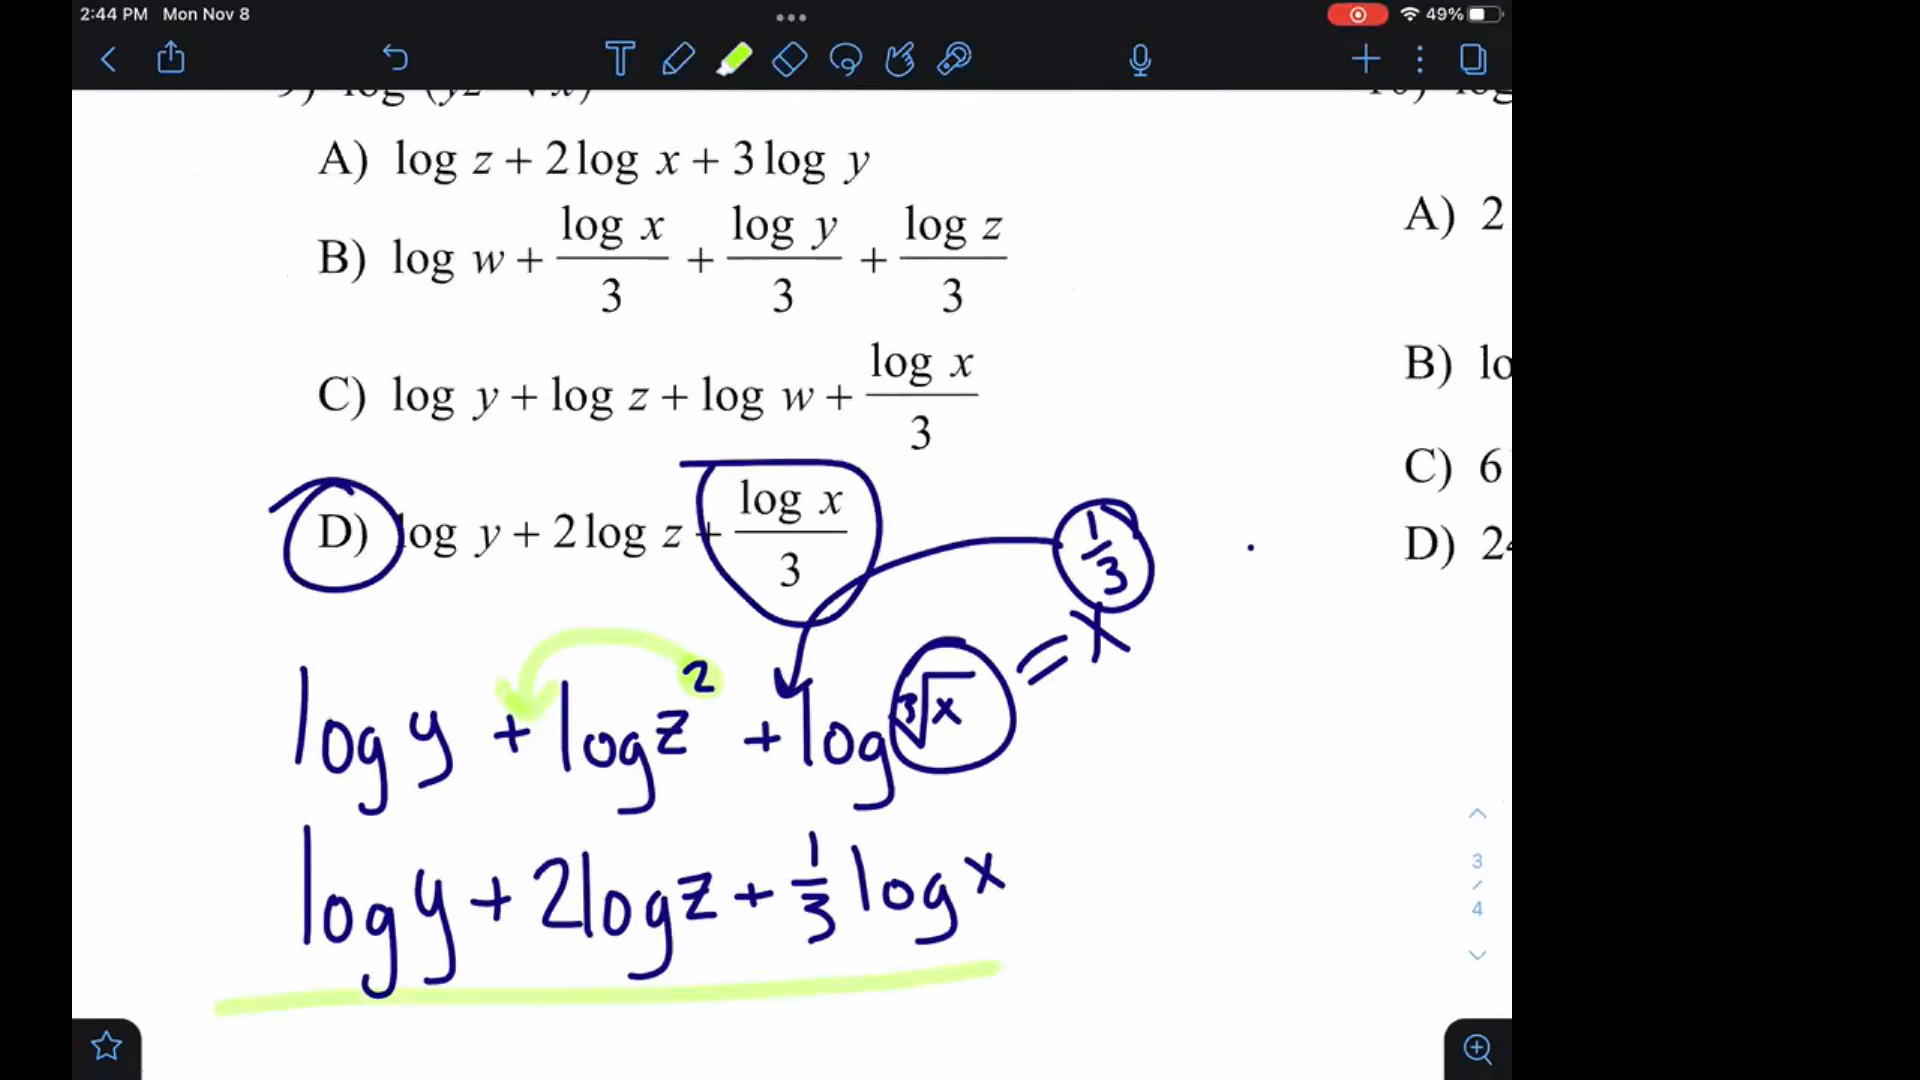 2:44 PM Mon Nov 8
49%
A) log z + 2 log x + 3 log y
B) log w + log x / 3 + log y / 3 + log z / 3
C) log y + log z + log w + log x / 3
D) log y + 2 log z + log x / 3
A) 2
B) lo
C) 6
D) 2
1/3
log y + log z² + log ∛x = x
log y + 2 log z + 1/3 log x
3 / 4